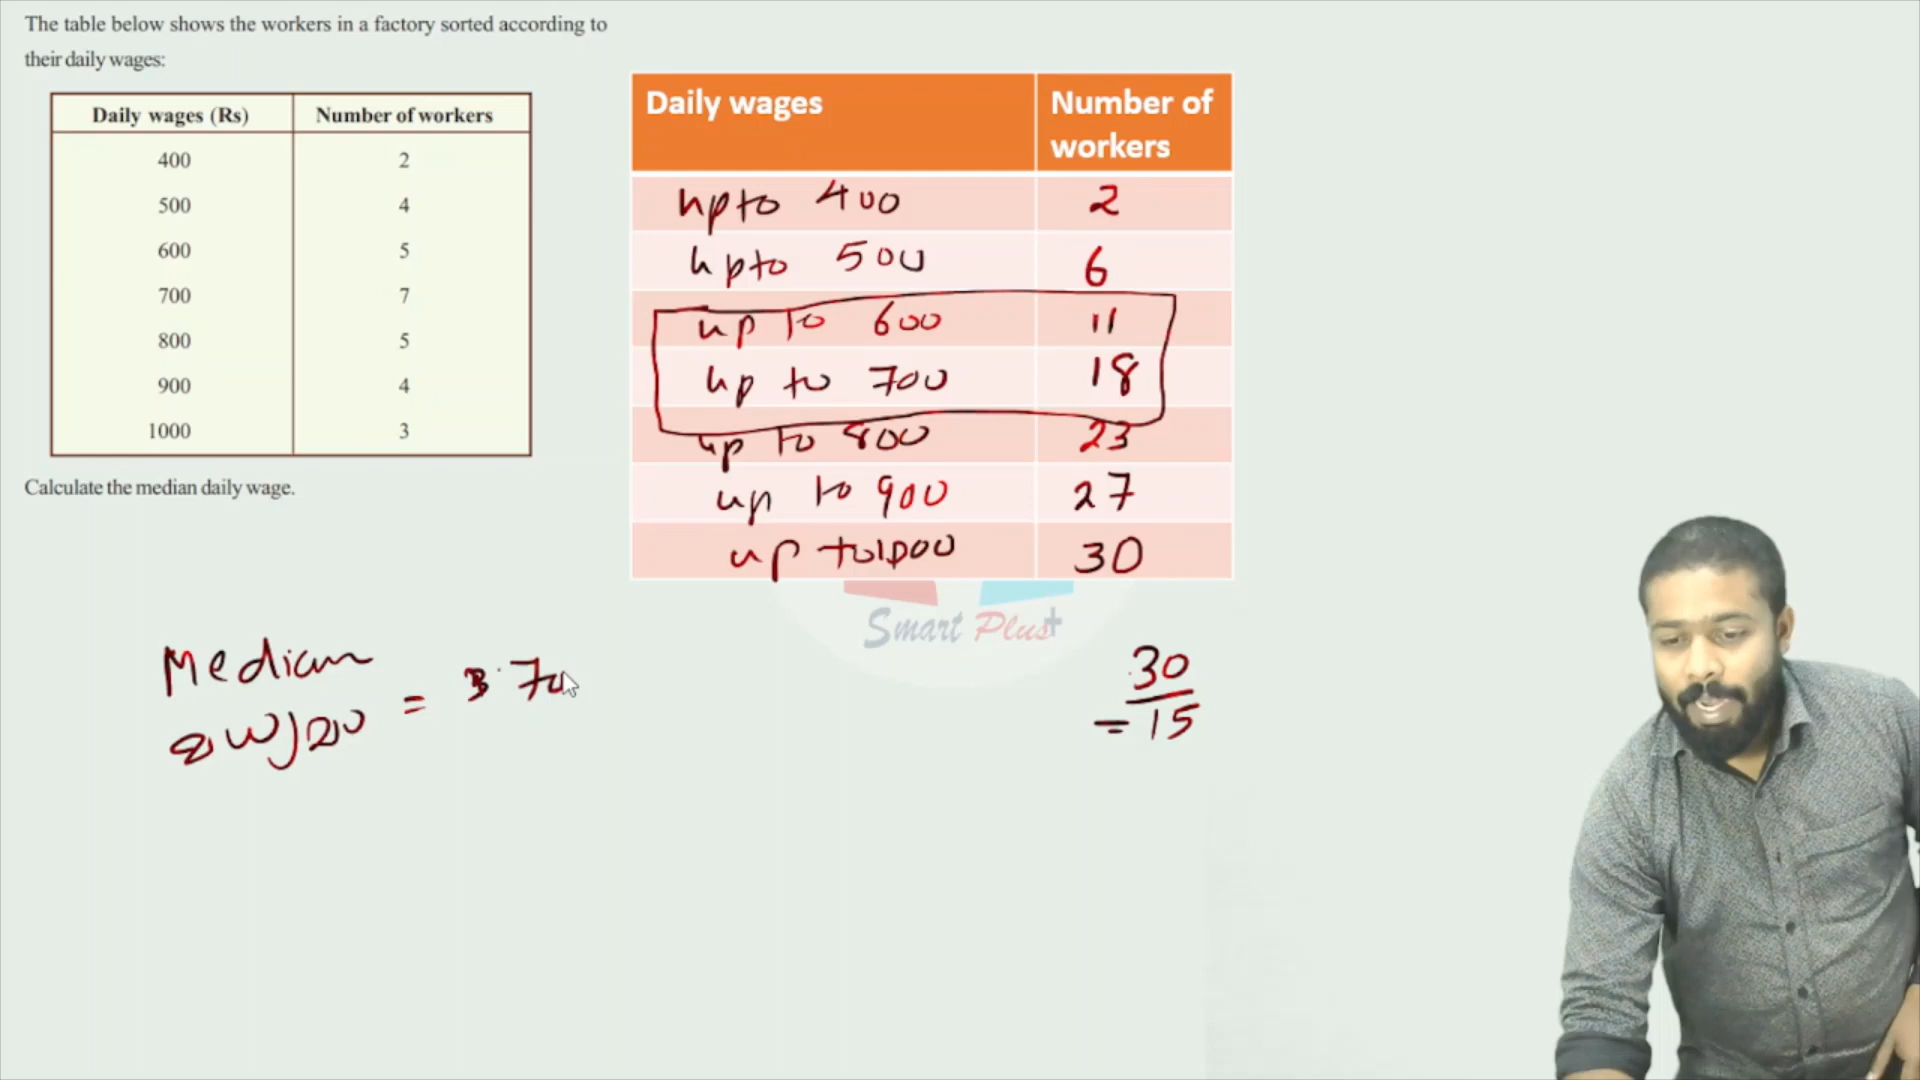 The table below shows the workers in a factory sorted according to
their daily wages:
Daily wages (Rs) Number of workers
400 2
500 4
600 5
700 7
800 5
900 4
1000 3
Calculate the median daily wage.
Daily wages Number of workers
upto 400 2
upto 500 6
up to 600 11
up to 700 18
up to 800 23
up to 900 27
up to 1000 30
Smart Plus+
Median
=
30
= 15